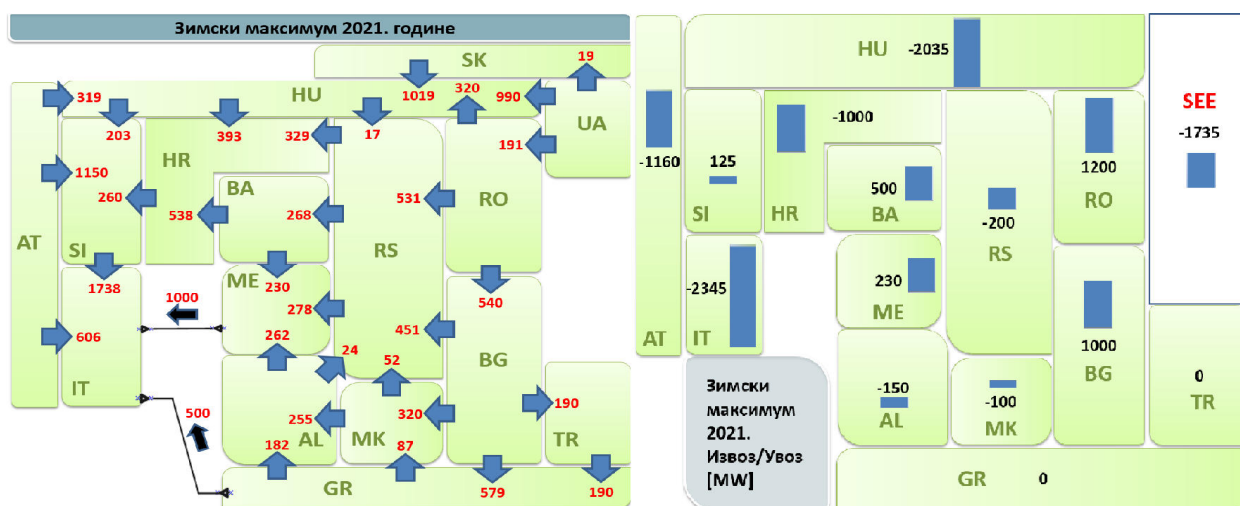 Зимски максимум 2021. године
SK
19
319
HU
1019
320
990
UA
203
393
329
17
191
HR
1150
BA
260
538
268
531
RO
AT
SI
RS
1738
1000
ME
230
540
278
606
262
451
24
52
BG
IT
500
255
320
190
AL
MK
TR
182
87
GR
579
190
HU
-2035
SEE
-1735
-1000
-1160
125
1200
500
SI
HR
BA
-200
RO
RS
-2345
230
ME
AT
IT
1000
BG
Зимски
максимум
2021.
Извоз/Увоз
[MW]
-150
AL
-100
MK
0
TR
GR
0